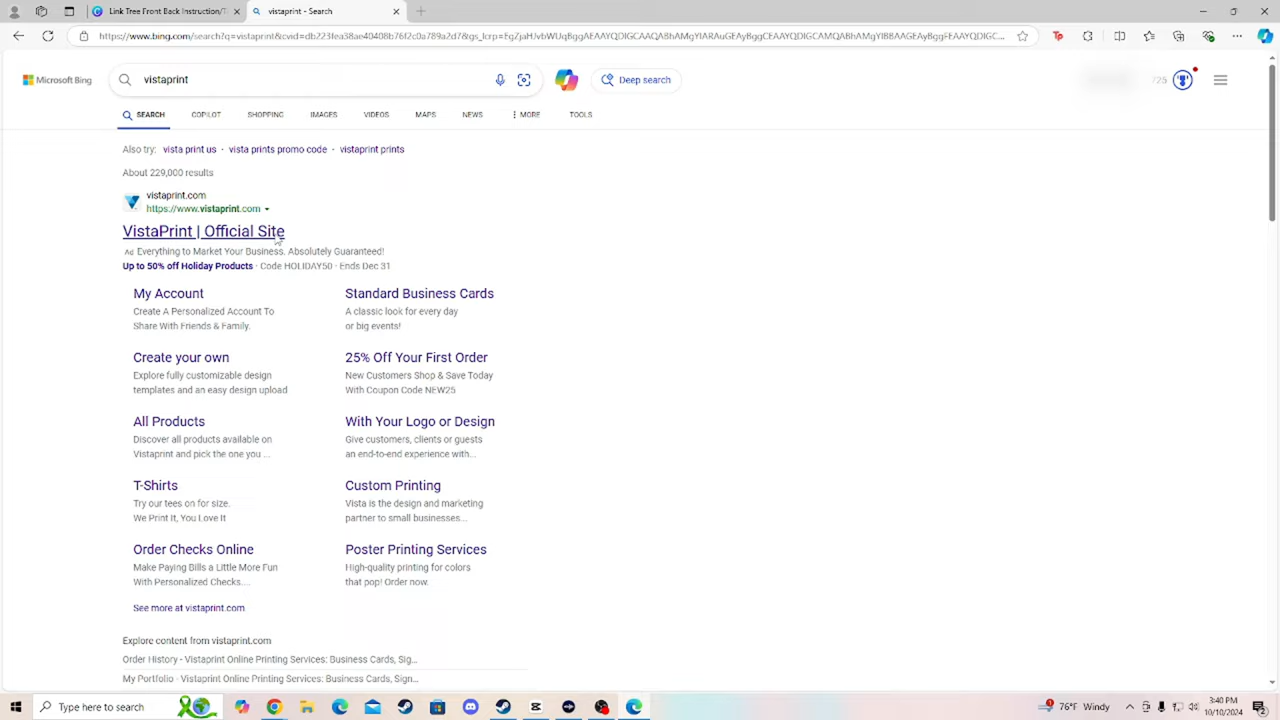 Link Tree Front Back Instruction/T
vistaprint - Search
https://www.bing.com/search?q=vistaprint&cvid=db223fea38ae40408b76f2c0a789a2d7&gs_lcrp=
Microsoft Bing
vistaprint
Deep search
725
SEARCH
COPILOT
SHOPPING
IMAGES
VIDEOS
MAPS
NEWS
MORE
TOOLS
Also try: vista print us · vista prints promo code · vistaprint prints
About 229,000 results
vistaprint.com
https://www.vistaprint.com
VistaPrint | Official Site
Ad Everything to Market Your Business. Absolutely Guaranteed!
Up to 50% off Holiday Products · Code HOLIDAY50 · Ends Dec 31
My Account
Create A Personalized Account To
Share With Friends & Family.
Standard Business Cards
A classic look for every day
or big events!
Create your own
Explore fully customizable design
templates and an easy design upload
25% Off Your First Order
New Customers Shop & Save Today
With Coupon Code NEW25
All Products
Discover all products available on
Vistaprint and pick the one you ...
With Your Logo or Design
Give customers, clients or guests
an end-to-end experience with...
T-Shirts
Try our tees on for size.
We Print It, You Love It
Custom Printing
Vista is the design and marketing
partner to small businesses...
Order Checks Online
Make Paying Bills a Little More Fun
With Personalized Checks....
Poster Printing Services
High-quality printing for colors
that pop! Order now.
See more at vistaprint.com
Explore content from vistaprint.com
Order History - Vistaprint Online Printing Services: Business Cards, Sig...
My Portfolio - Vistaprint Online Printing Services: Business Cards, Sign...
Type here to search
76°F Windy
3:40 PM
10/10/2024